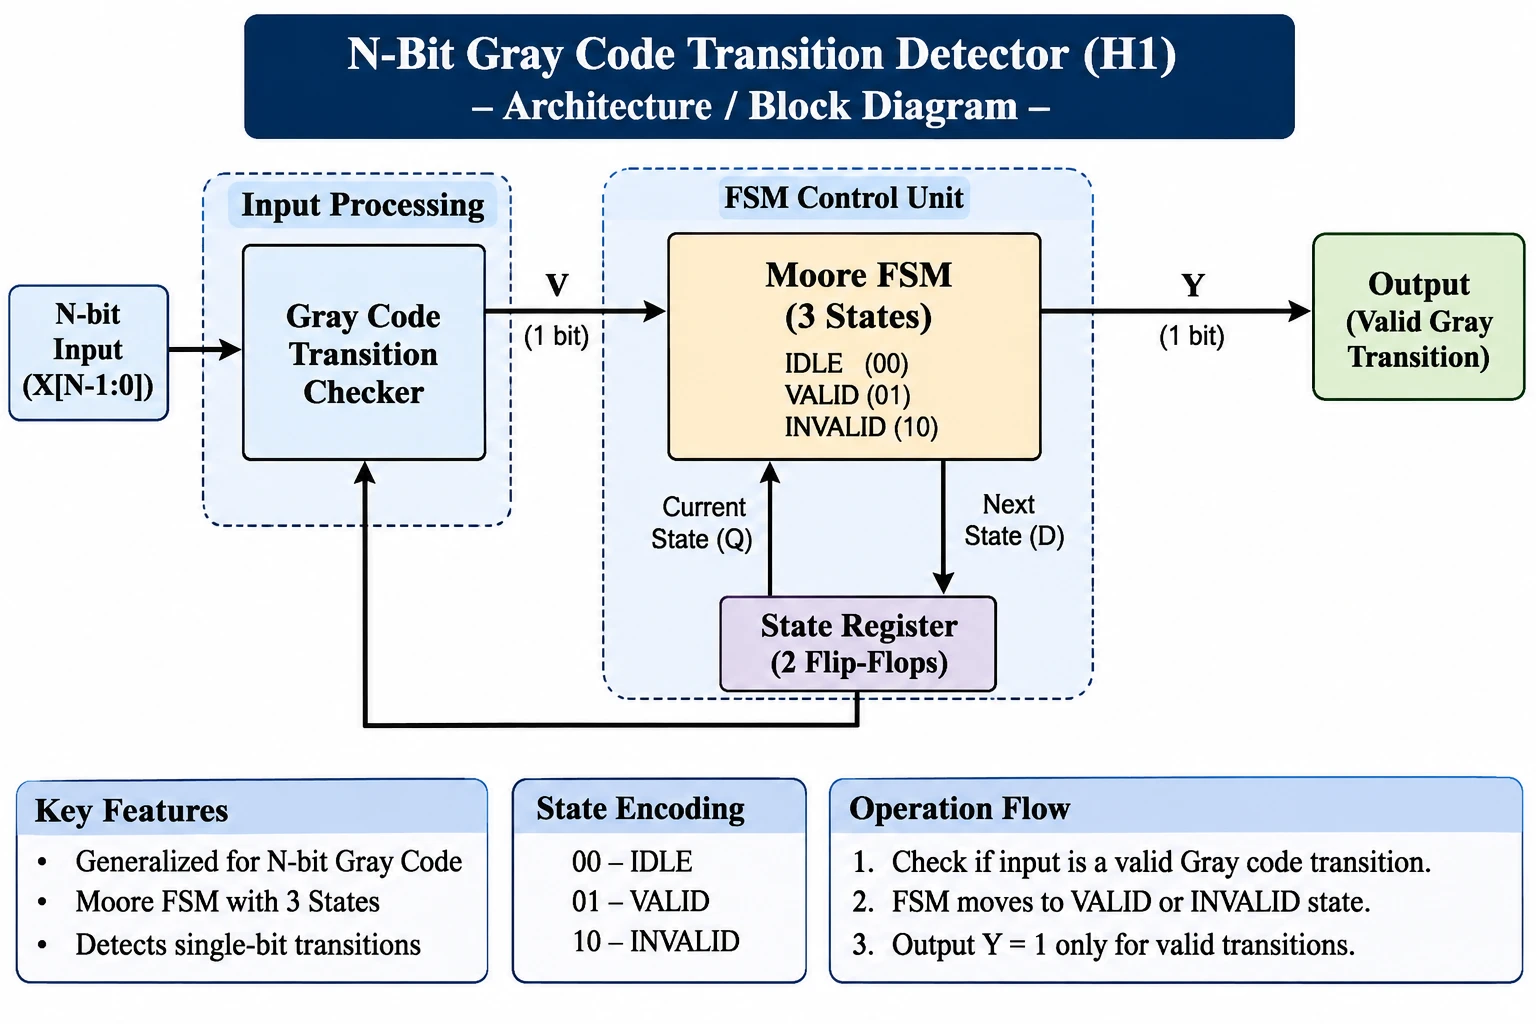 N-Bit Gray Code Transition Detector (H1)
– Architecture / Block Diagram –
Input Processing
FSM Control Unit
N-bit
Input
(X[N-1:0])
Gray Code
Transition
Checker
V
(1 bit)
Moore FSM
(3 States)
IDLE (00)
VALID (01)
INVALID (10)
Y
(1 bit)
Output
(Valid Gray
Transition)
Current
State (Q)
Next
State (D)
State Register
(2 Flip-Flops)
Key Features
• Generalized for N-bit Gray Code
• Moore FSM with 3 States
• Detects single-bit transitions
State Encoding
00 – IDLE
01 – VALID
10 – INVALID
Operation Flow
1. Check if input is a valid Gray code transition.
2. FSM moves to VALID or INVALID state.
3. Output Y = 1 only for valid transitions.